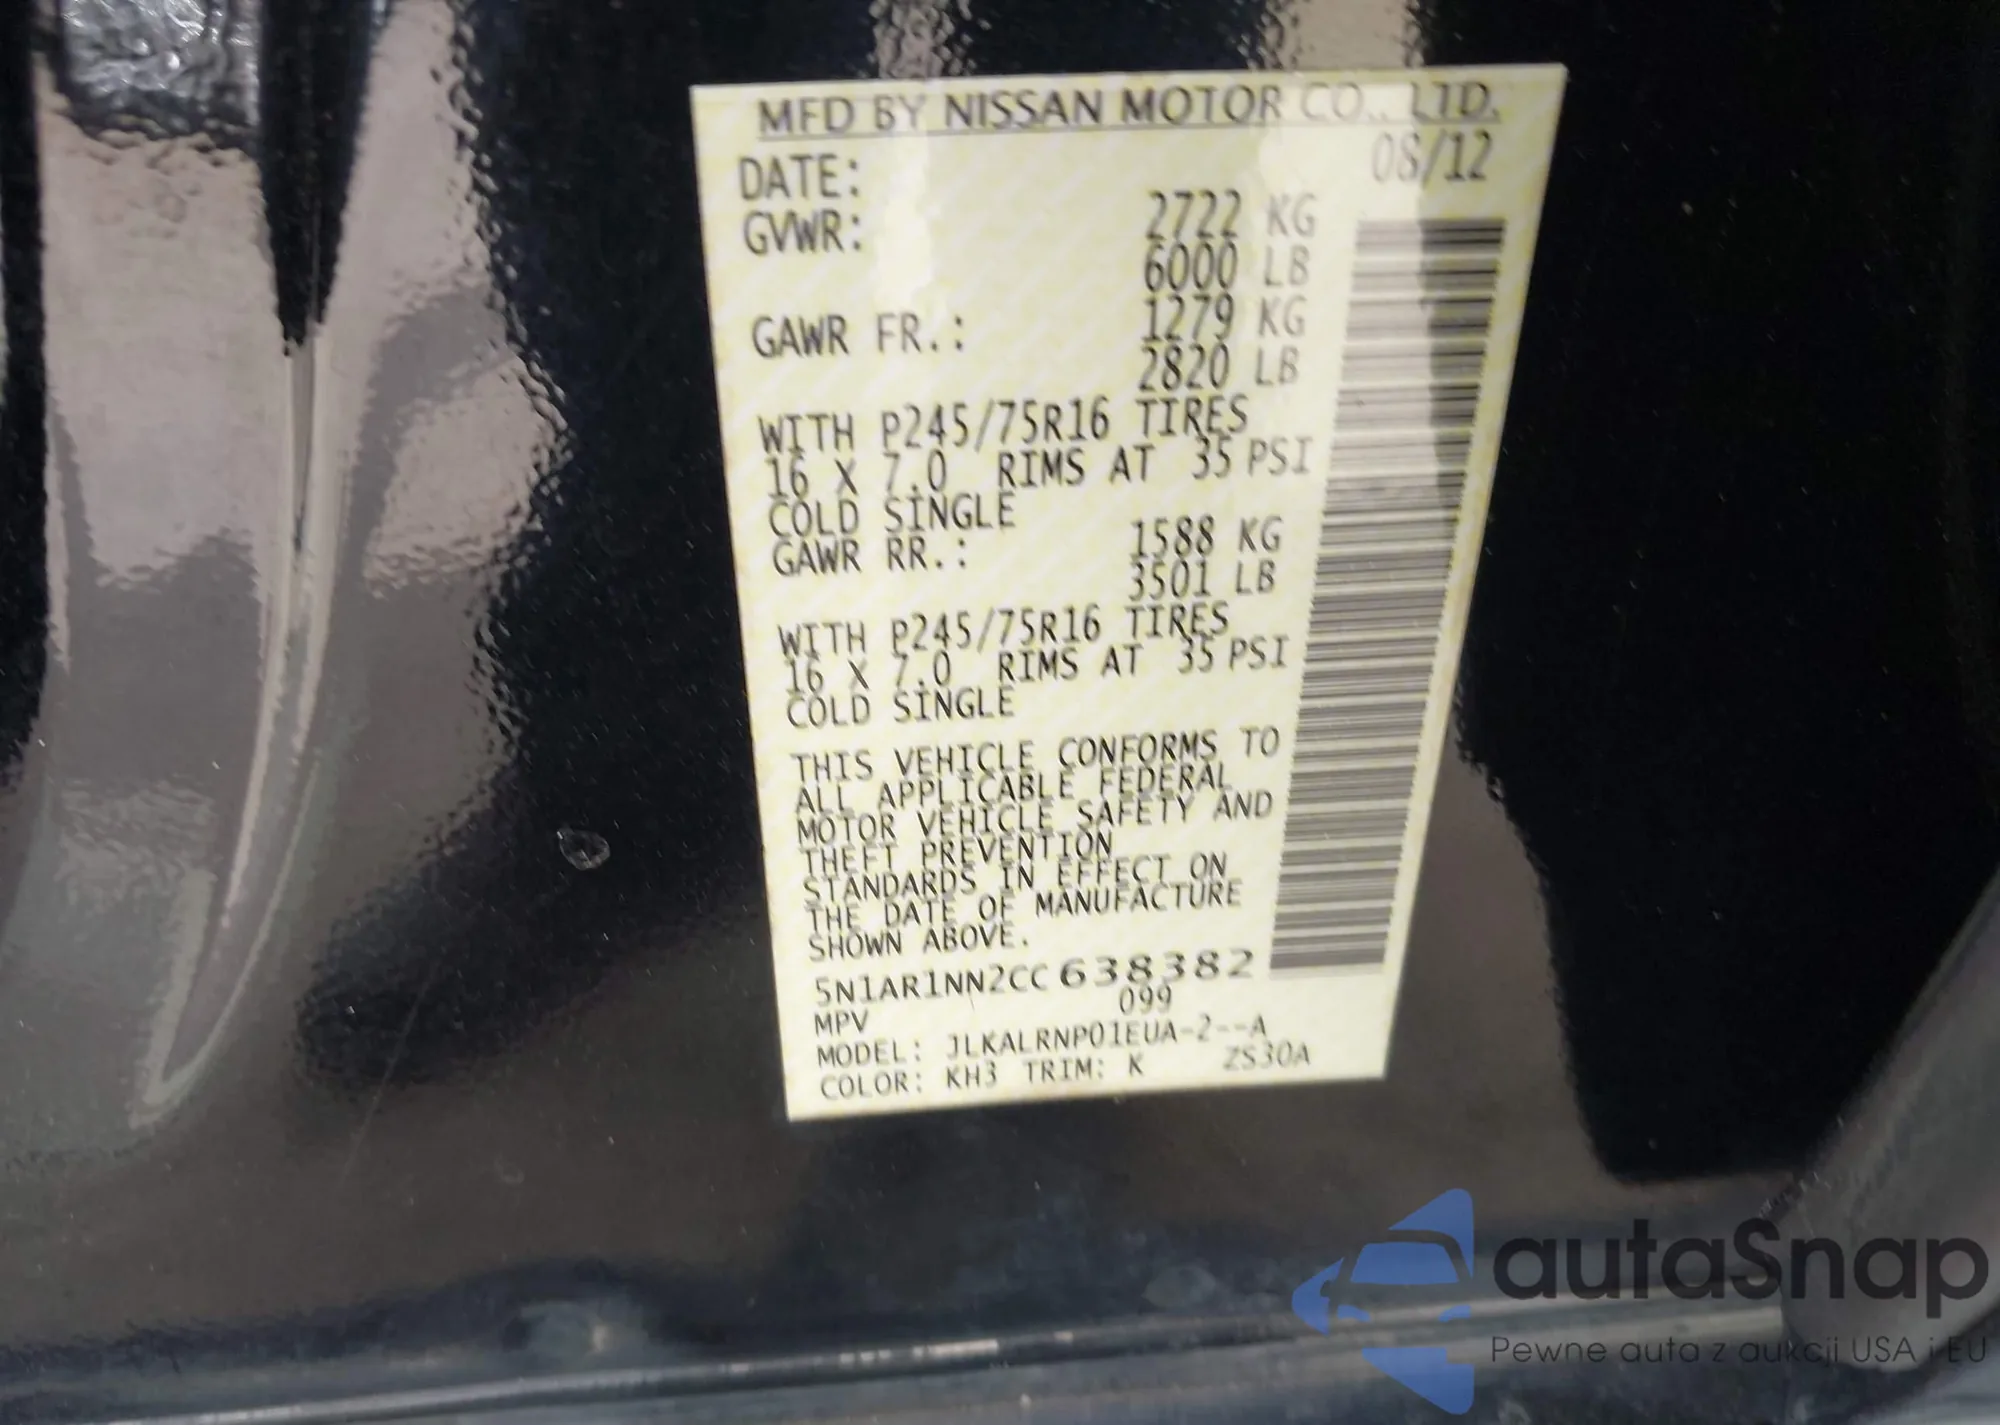 MFD BY NISSAN MOTOR CO., LTD.
DATE: 08/12
GVWR: 2722 KG
6000 LB
GAWR FR.: 1279 KG
2820 LB
WITH P245/75R16 TIRES
16 X 7.0 RIMS AT 35 PSI
COLD SINGLE
GAWR RR.: 1588 KG
3501 LB
WITH P245/75R16 TIRES
16 X 7.0 RIMS AT 35 PSI
COLD SINGLE
THIS VEHICLE CONFORMS TO
ALL APPLICABLE FEDERAL
MOTOR VEHICLE SAFETY AND
THEFT PREVENTION
STANDARDS IN EFFECT ON
THE DATE OF MANUFACTURE
SHOWN ABOVE.
5N1AR1NN2CC638382
MPV 099
MODEL: JLKALRNP01EUA-2--A
COLOR: KH3 TRIM: K ZS30A
autaSnap
Pewne auta z aukcji USA i EU